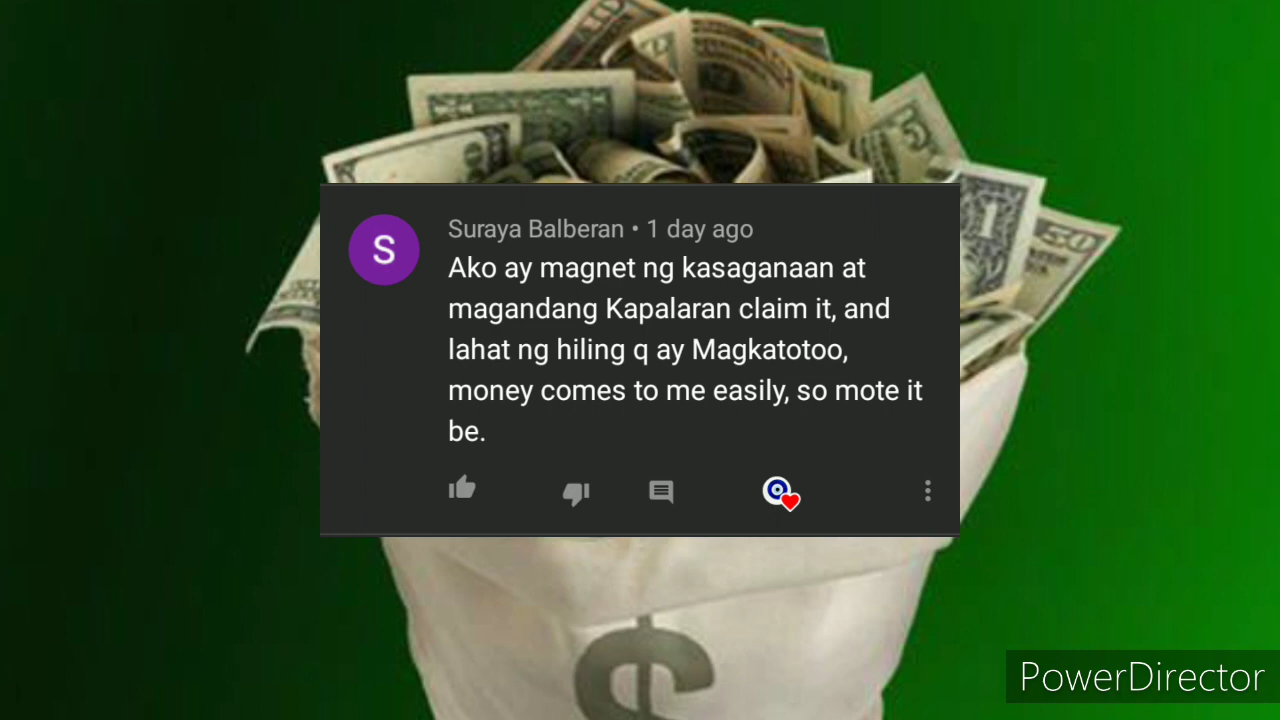 S
Suraya Balberan • 1 day ago
Ako ay magnet ng kasaganaan at
magandang Kapalaran claim it, and
lahat ng hiling q ay Magkatotoo,
money comes to me easily, so mote it
be.
$
PowerDirector